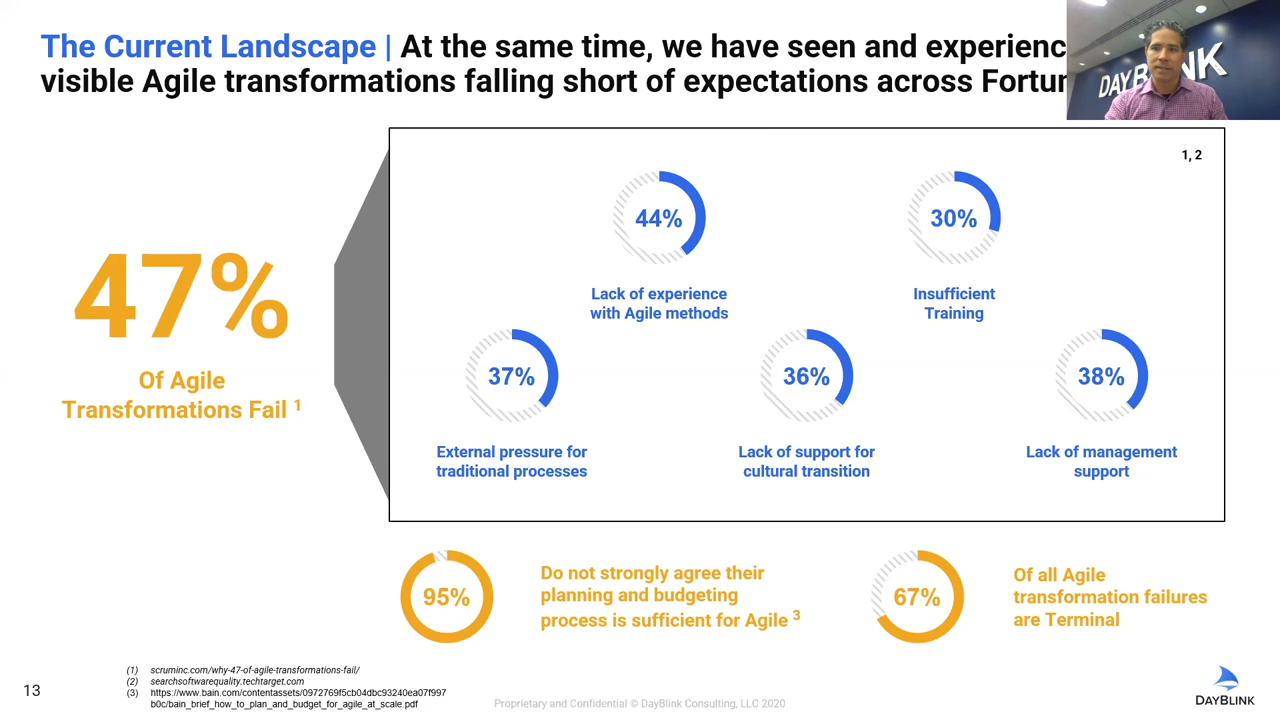 The Current Landscape | At the same time, we have seen and experienc
visible Agile transformations falling short of expectations across Fortun
DAYBLINK
1, 2
47%
Of Agile
Transformations Fail 1
44%
Lack of experience
with Agile methods
30%
Insufficient
Training
37%
External pressure for
traditional processes
36%
Lack of support for
cultural transition
38%
Lack of management
support
95%
Do not strongly agree their
planning and budgeting
process is sufficient for Agile 3
67%
Of all Agile
transformation failures
are Terminal
(1) scruminc.com/why-47-of-agile-transformations-fail/
(2) searchsoftwarequality.techtarget.com
(3) https://www.bain.com/contentassets/0972769f5cb04dbc93240ea07f997
b0c/bain_brief_how_to_plan_and_budget_for_agile_at_scale.pdf
13
Proprietary and Confidential © DayBlink Consulting, LLC 2020
DAYBLINK